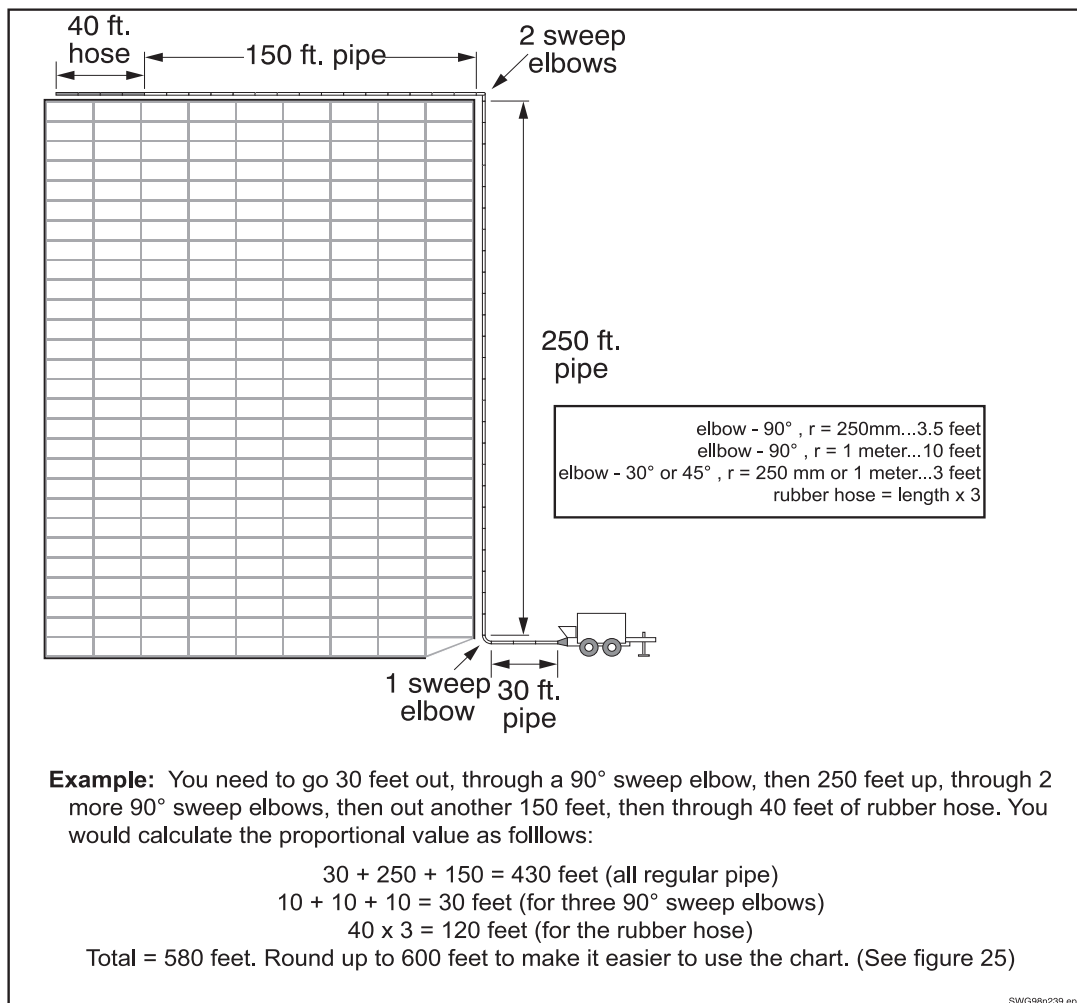 40 ft.
hose
150 ft. pipe
2 sweep
elbows
250 ft.
pipe
elbow - 90° , r = 250mm...3.5 feet
ellbow - 90° , r = 1 meter...10 feet
elbow - 30° or 45° , r = 250 mm or 1 meter...3 feet
rubber hose = length x 3
1 sweep
elbow
30 ft.
pipe
Example: You need to go 30 feet out, through a 90° sweep elbow, then 250 feet up, through 2
more 90° sweep elbows, then out another 150 feet, then through 40 feet of rubber hose. You
would calculate the proportional value as folllows:
30 + 250 + 150 = 430 feet (all regular pipe)
10 + 10 + 10 = 30 feet (for three 90° sweep elbows)
40 x 3 = 120 feet (for the rubber hose)
Total = 580 feet. Round up to 600 feet to make it easier to use the chart. (See figure 25)
SWG98p239.eps